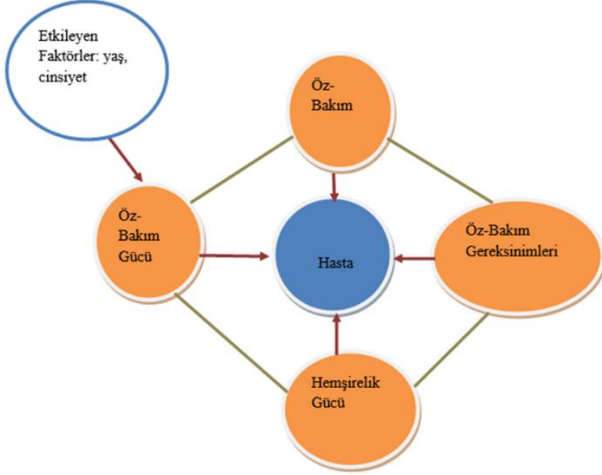 Etkileyen
Faktörler: yaş,
cinsiyet
Öz-
Bakım
Öz-
Bakım
Gücü
Hasta
Öz-Bakım
Gereksinimleri
Hemşirelik
Gücü